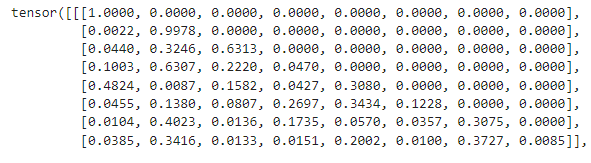 tensor([[[1.0000, 0.0000, 0.0000, 0.0000, 0.0000, 0.0000, 0.0000, 0.0000],
[0.0022, 0.9978, 0.0000, 0.0000, 0.0000, 0.0000, 0.0000, 0.0000],
[0.0440, 0.3246, 0.6313, 0.0000, 0.0000, 0.0000, 0.0000, 0.0000],
[0.1003, 0.6307, 0.2220, 0.0470, 0.0000, 0.0000, 0.0000, 0.0000],
[0.4824, 0.0087, 0.1582, 0.0427, 0.3080, 0.0000, 0.0000, 0.0000],
[0.0455, 0.1380, 0.0807, 0.2697, 0.3434, 0.1228, 0.0000, 0.0000],
[0.0104, 0.4023, 0.0136, 0.1735, 0.0570, 0.0357, 0.3075, 0.0000],
[0.0385, 0.3416, 0.0133, 0.0151, 0.2002, 0.0100, 0.3727, 0.0085]],